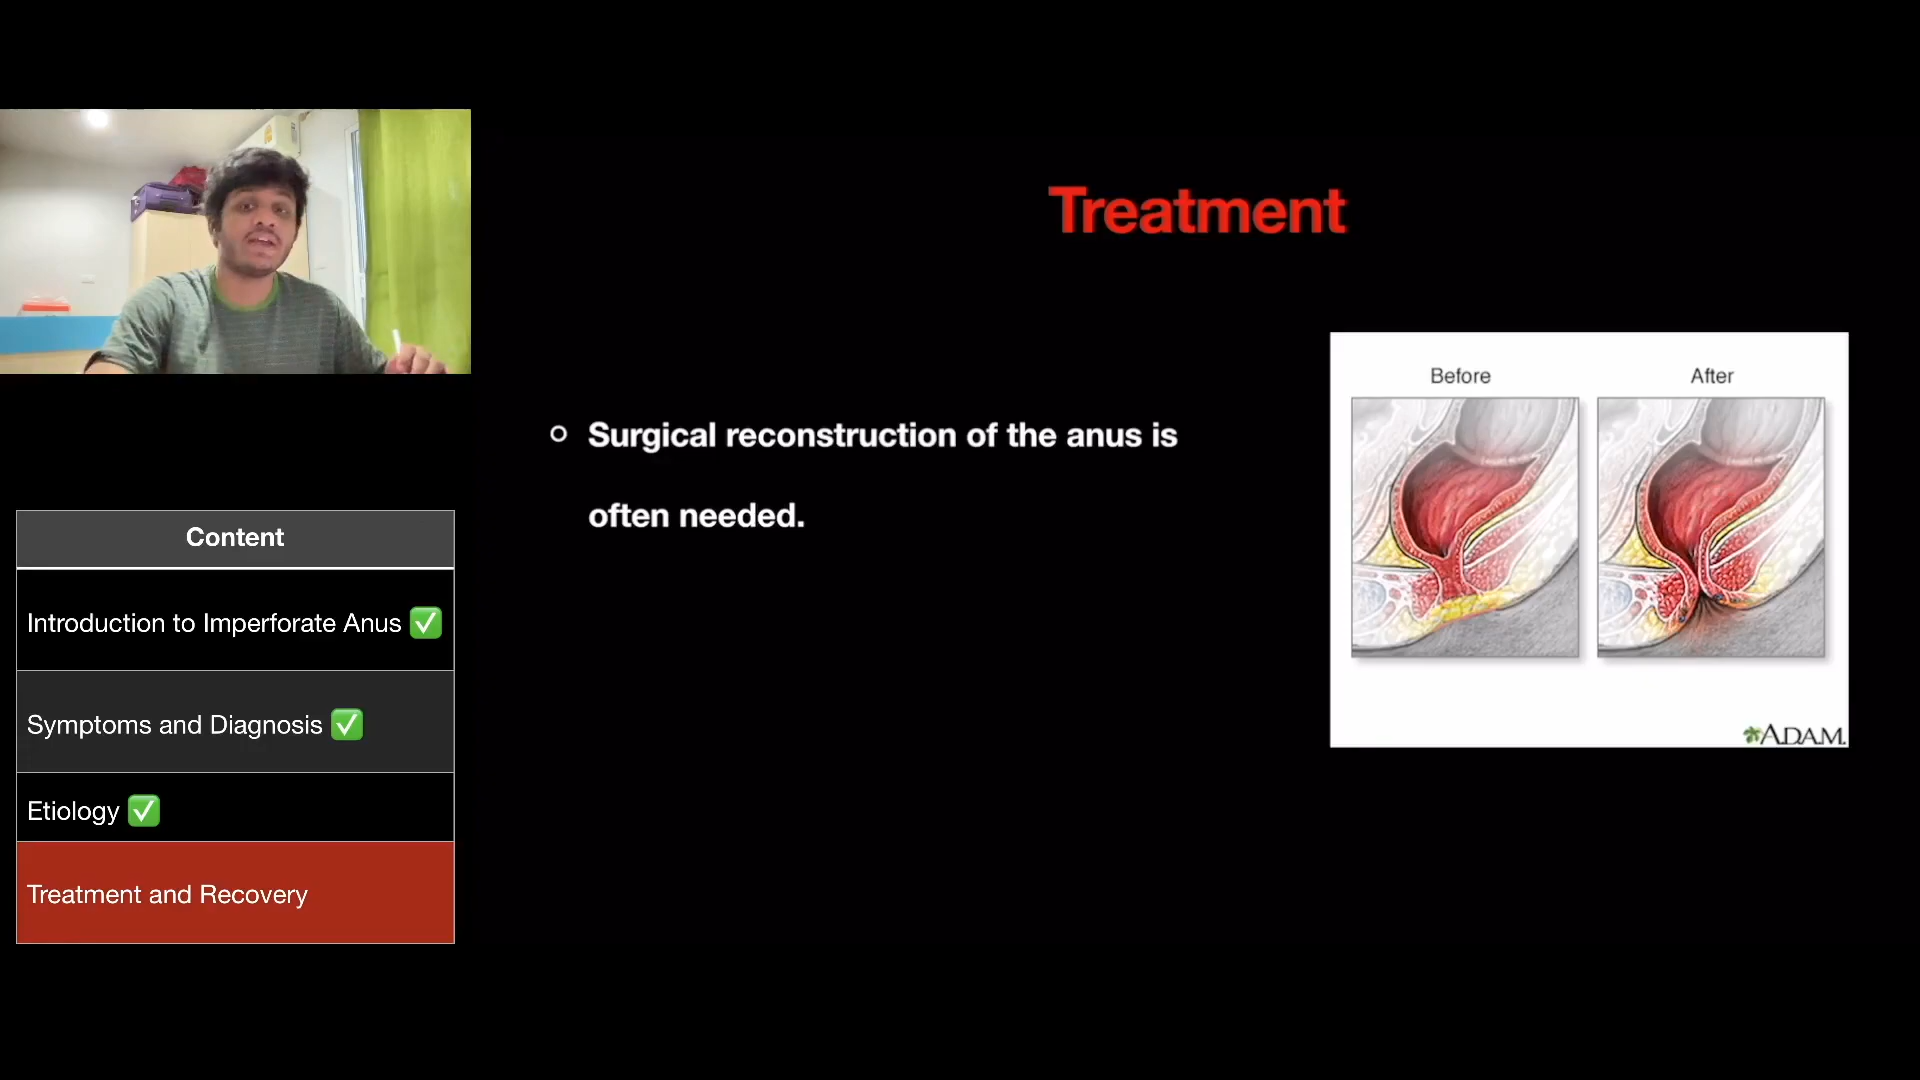 Treatment
Surgical reconstruction of the anus is
often needed.
Before
After
A.D.A.M.
Content
Introduction to Imperforate Anus ✅
Symptoms and Diagnosis ✅
Etiology ✅
Treatment and Recovery